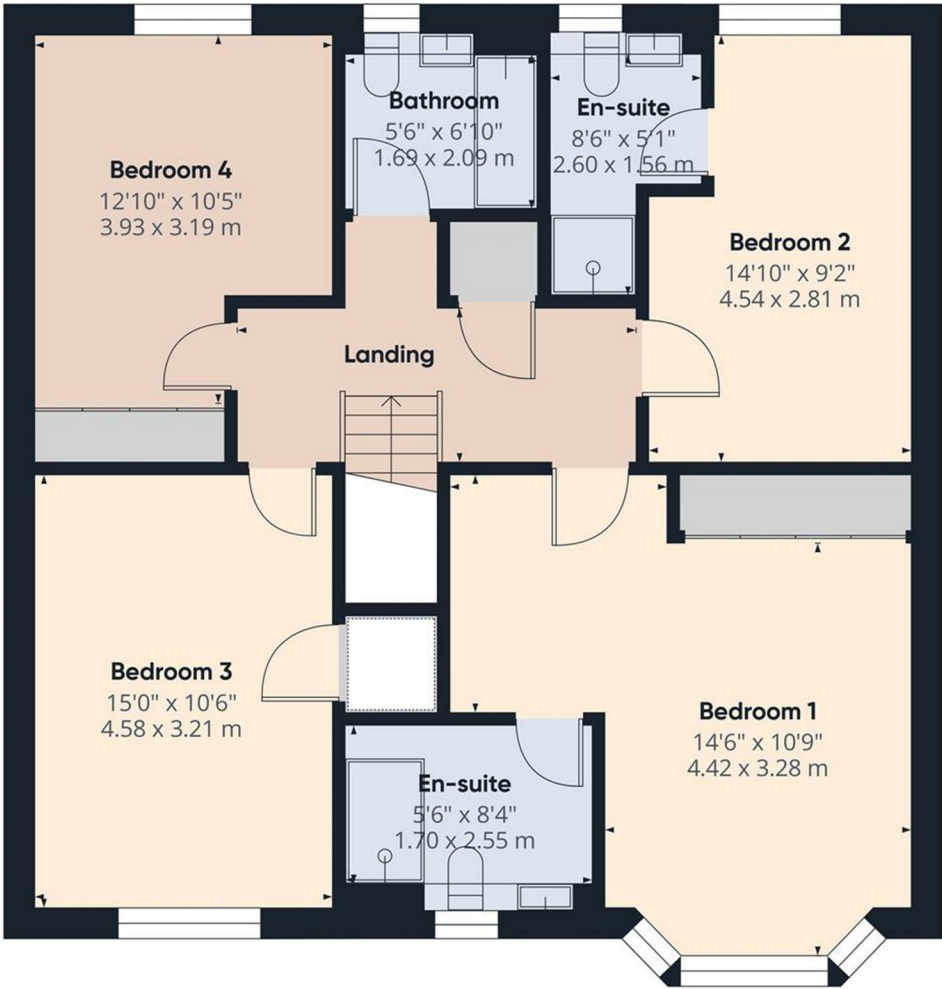 Bathroom
5'6" x 6'10"
1.69 x 2.09 m
En-suite
8'6" x 5'1"
2.60 x 1.56 m
Bedroom 4
12'10" x 10'5"
3.93 x 3.19 m
Bedroom 2
14'10" x 9'2"
4.54 x 2.81 m
Landing
Bedroom 3
15'0" x 10'6"
4.58 x 3.21 m
Bedroom 1
14'6" x 10'9"
4.42 x 3.28 m
En-suite
5'6" x 8'4"
1.70 x 2.55 m